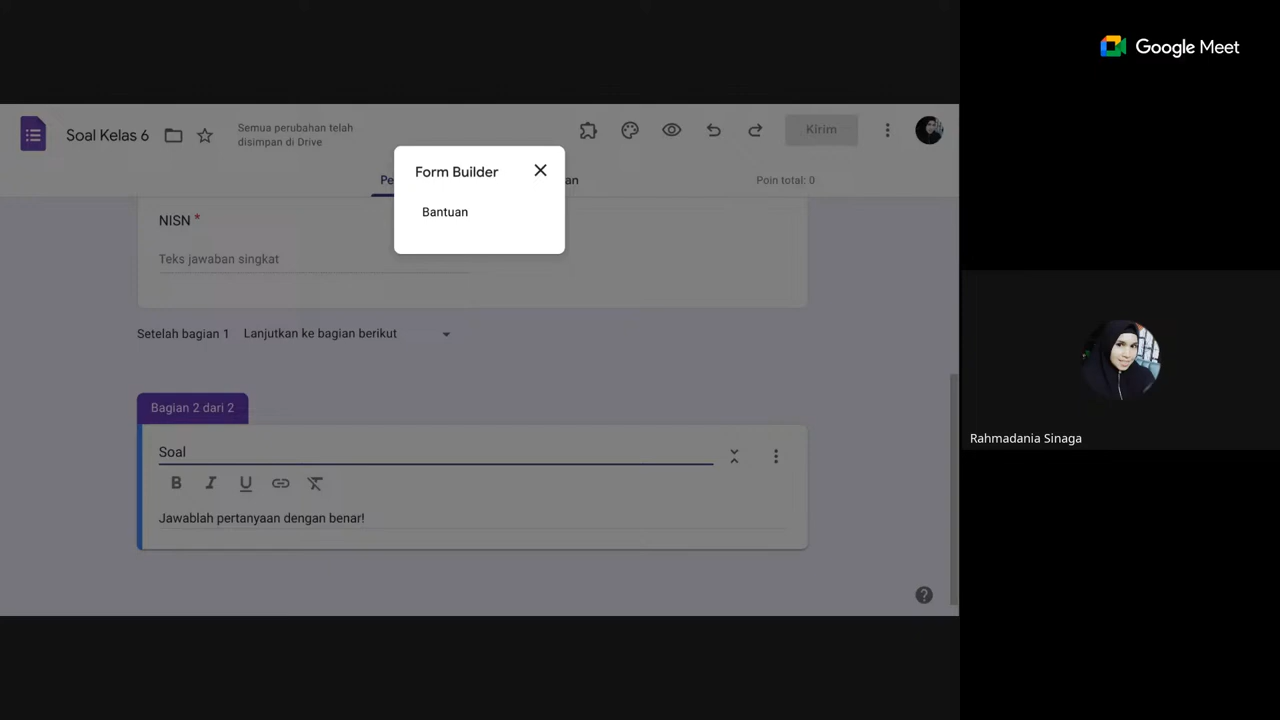 Google Meet
Soal Kelas 6
Semua perubahan telah
disimpan di Drive
Kirim
Form Builder
Bantuan
Pe
an
Poin total: 0
NISN *
Teks jawaban singkat
Setelah bagian 1 Lanjutkan ke bagian berikut
Bagian 2 dari 2
Soal
B I U
Jawablah pertanyaan dengan benar!
Rahmadania Sinaga